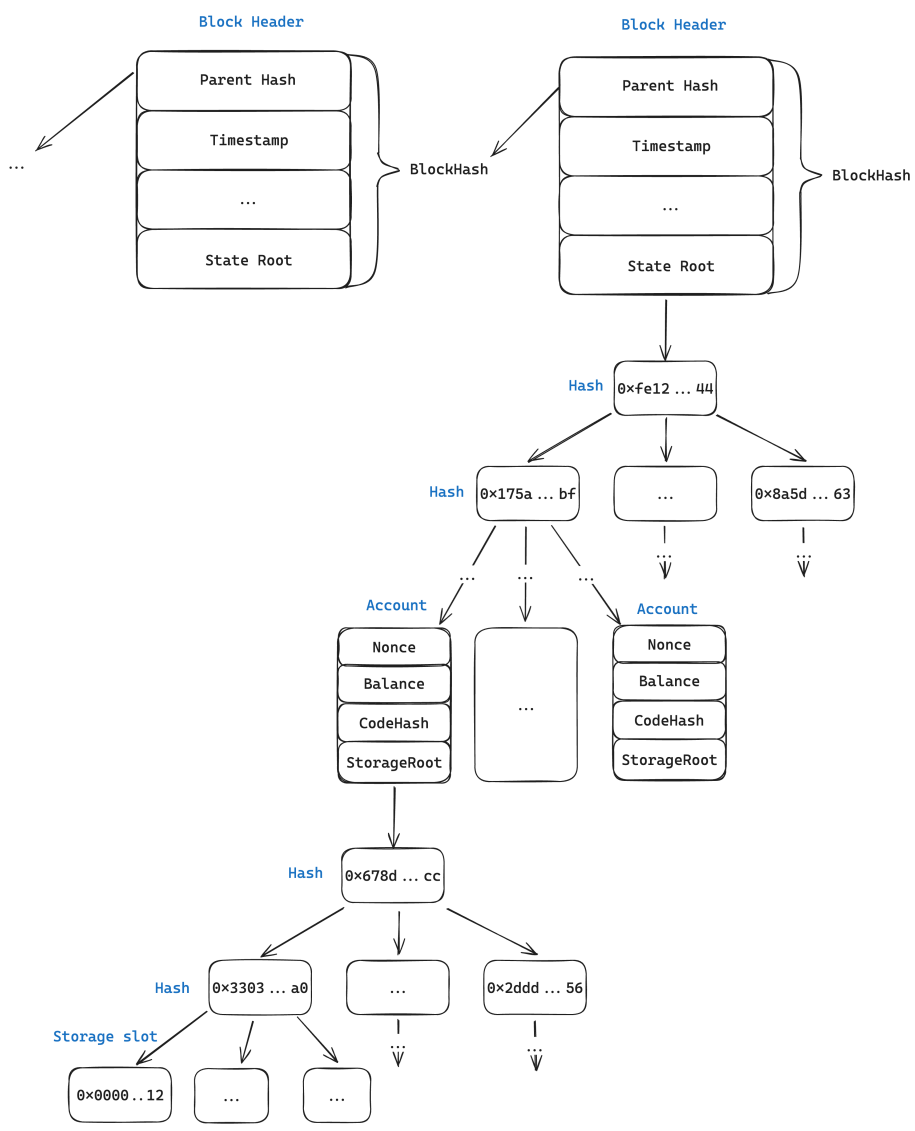 Block Header
Block Header
Parent Hash
Parent Hash
Timestamp
Timestamp
...
BlockHash
BlockHash
...
...
State Root
State Root
Hash
0xfe12 ... 44
Hash
0x175a ... bf
...
0x8a5d ... 63
...
...
...
...
...
Account
Account
Nonce
Nonce
Balance
Balance
...
CodeHash
CodeHash
StorageRoot
StorageRoot
Hash
0x678d ... cc
Hash
0x3303 ... a0
...
0x2ddd ... 56
Storage slot
...
...
0x0000..12
...
...